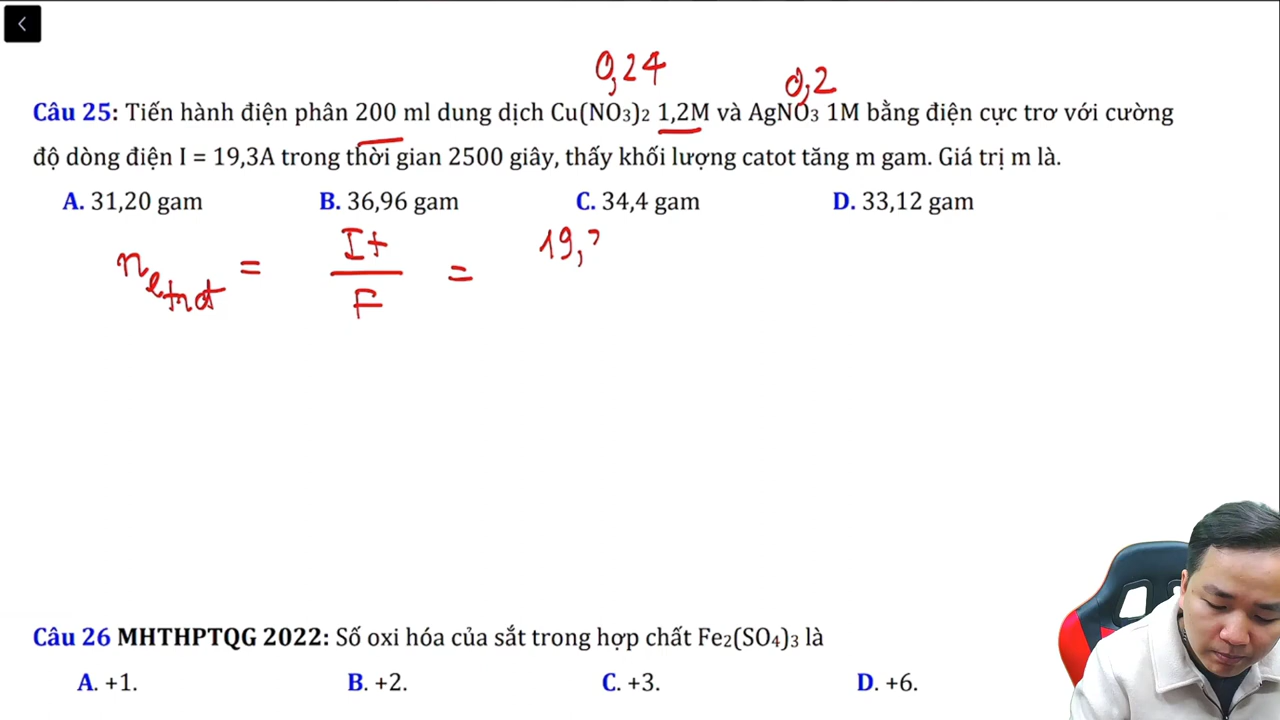 0,24
0,2
Câu 25: Tiến hành điện phân 200 ml dung dịch Cu(NO₃)₂ 1,2M và AgNO₃ 1M bằng điện cực trơ với cường
độ dòng điện I = 19,3A trong thời gian 2500 giây, thấy khối lượng catot tăng m gam. Giá trị m là.
A. 31,20 gam B. 36,96 gam C. 34,4 gam D. 33,12 gam
n e trđ = It / F = 19,
Câu 26 MHTHPTQG 2022: Số oxi hóa của sắt trong hợp chất Fe₂(SO₄)₃ là
A. +1. B. +2. C. +3. D. +6.